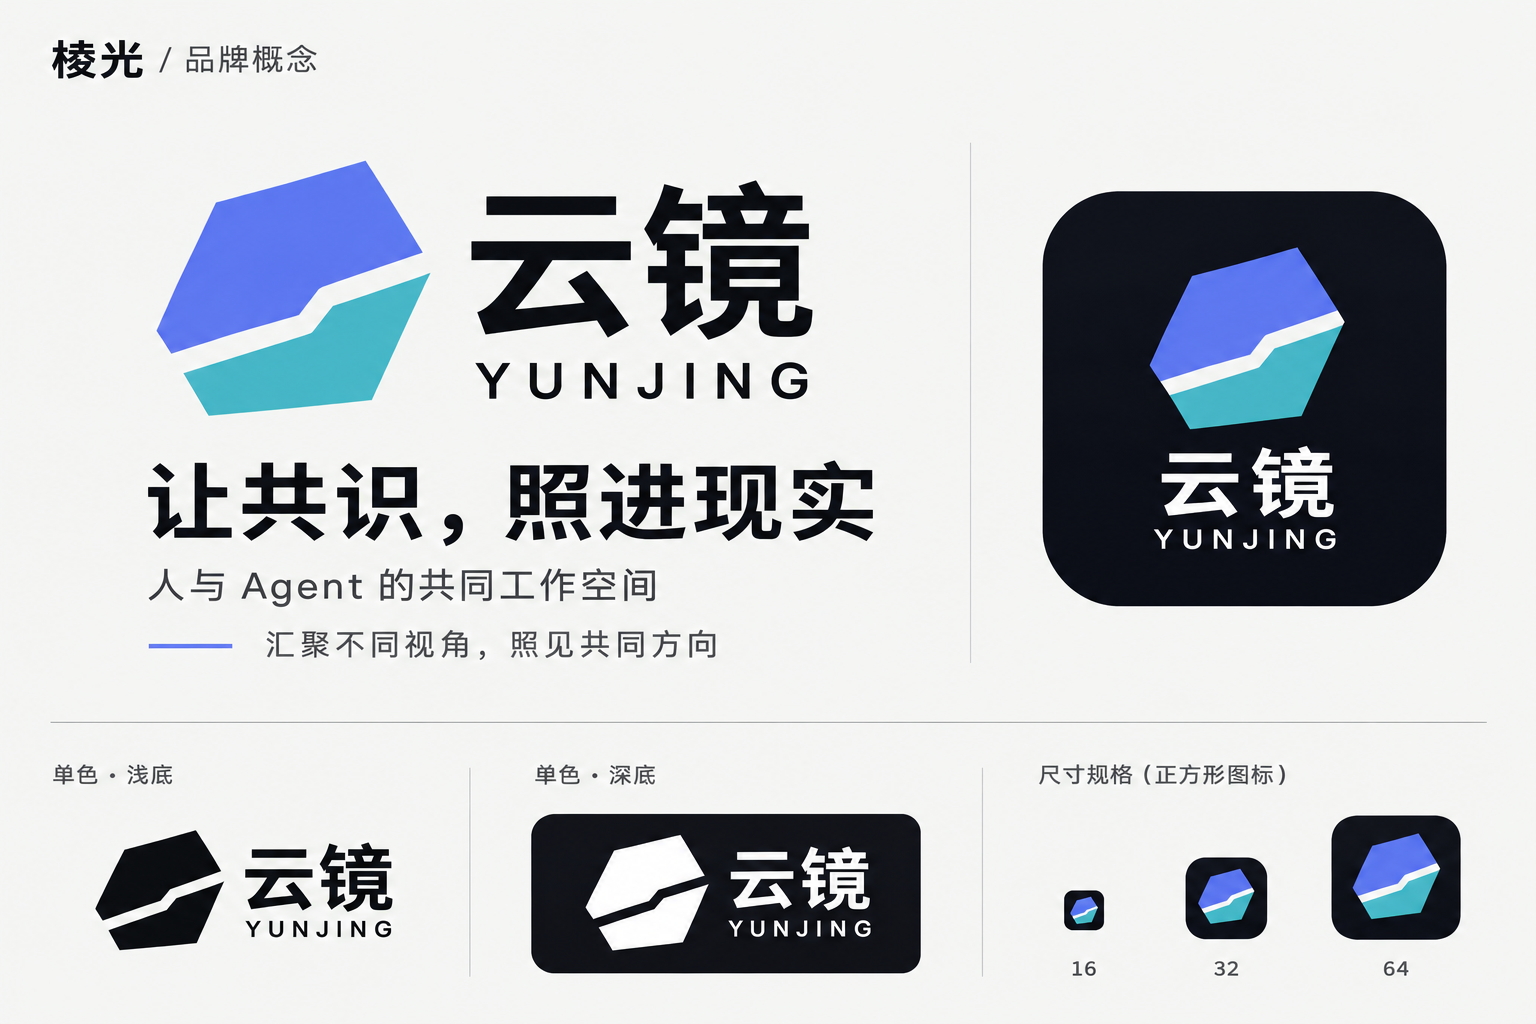 棱光 / 品牌概念
云镜
YUNJING
让共识，照进现实
人与 Agent 的共同工作空间
汇聚不同视角，照见共同方向
云镜
YUNJING
单色·浅底
云镜
YUNJING
单色·深底
云镜
YUNJING
尺寸规格（正方形图标）
16
32
64